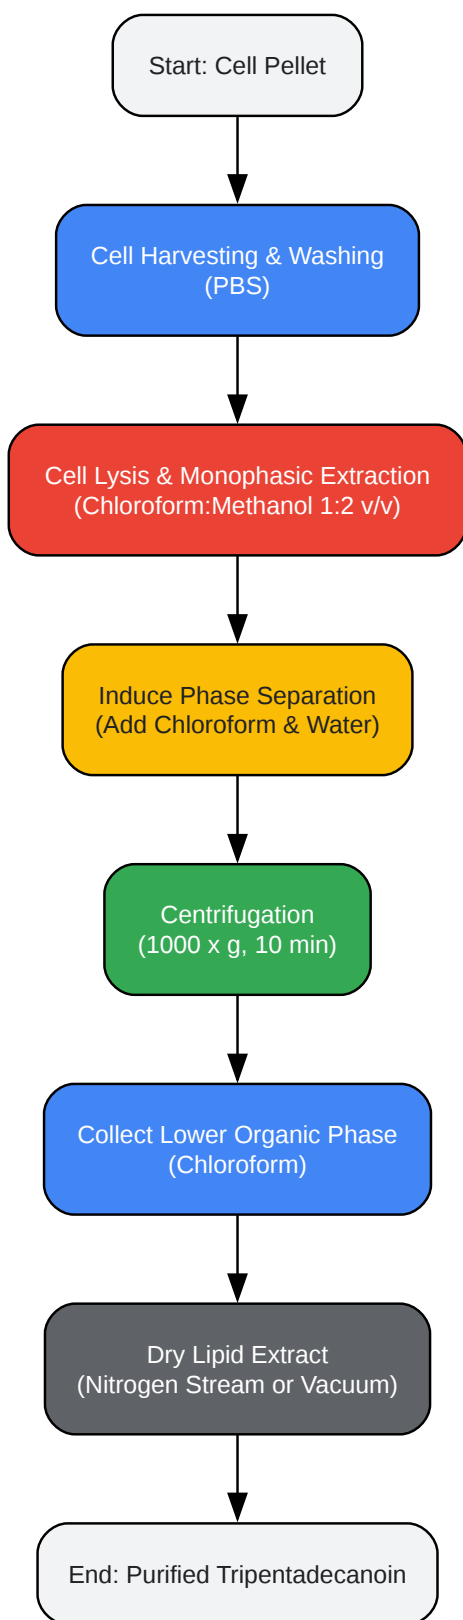 Start: Cell Pellet
Cell Harvesting & Washing
(PBS)
Cell Lysis & Monophasic Extraction
(Chloroform:Methanol 1:2 v/v)
Induce Phase Separation
(Add Chloroform & Water)
Centrifugation
(1000 x g, 10 min)
Collect Lower Organic Phase
(Chloroform)
Dry Lipid Extract
(Nitrogen Stream or Vacuum)
End: Purified Tripentadecanoin